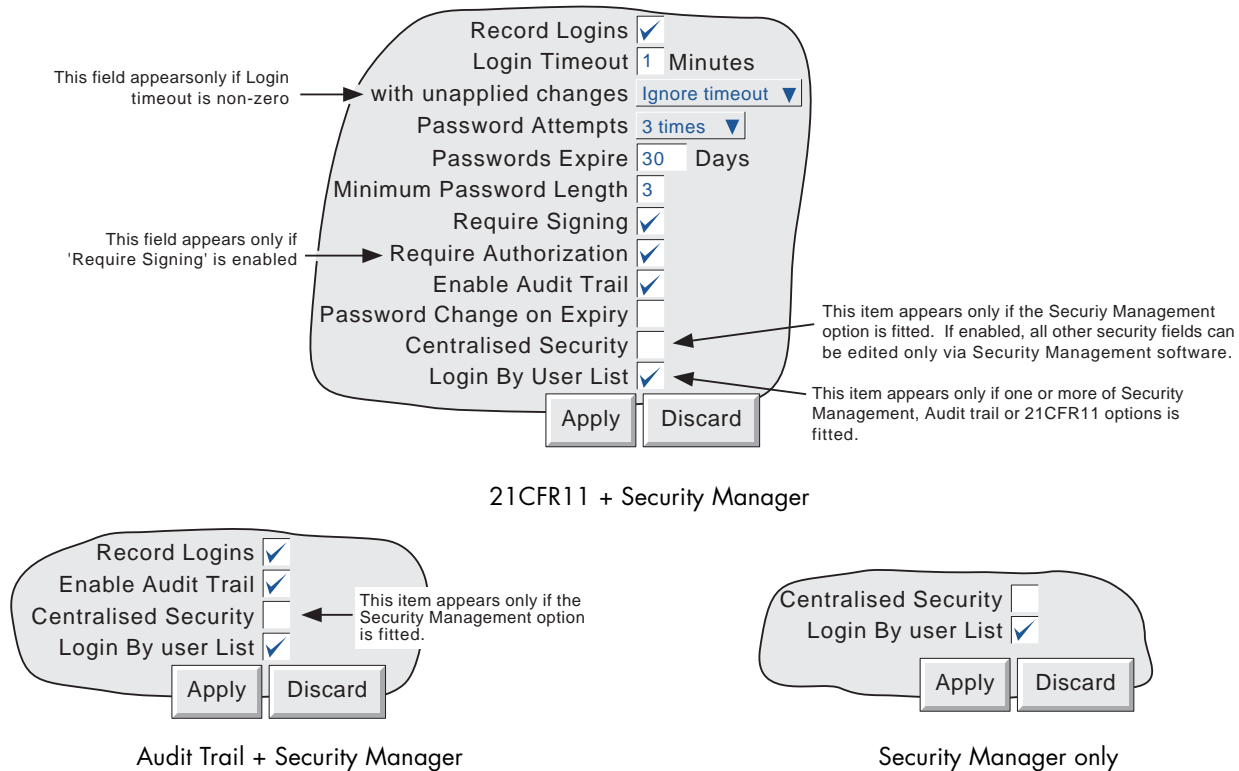 Record Logins
Login Timeout 1 Minutes
This field appearsonly if Login
timeout is non-zero
with unapplied changes Ignore timeout
Password Attempts 3 times
Passwords Expire 30 Days
Minimum Password Length 3
Require Signing
This field appears only if
'Require Signing' is enabled
Require Authorization
Enable Audit Trail
Password Change on Expiry
Centralised Security
This item appears only if the Securiy Management
option is fitted. If enabled, all other security fields can
be edited only via Security Management software.
Login By User List
This item appears only if one or more of Security
Management, Audit trail or 21CFR11 options is
fitted.
Apply Discard
21CFR11 + Security Manager
Record Logins
Enable Audit Trail
Centralised Security
This item appears only if the
Security Management option
is fitted.
Login By user List
Apply Discard
Audit Trail + Security Manager
Centralised Security
Login By user List
Apply Discard
Security Manager only